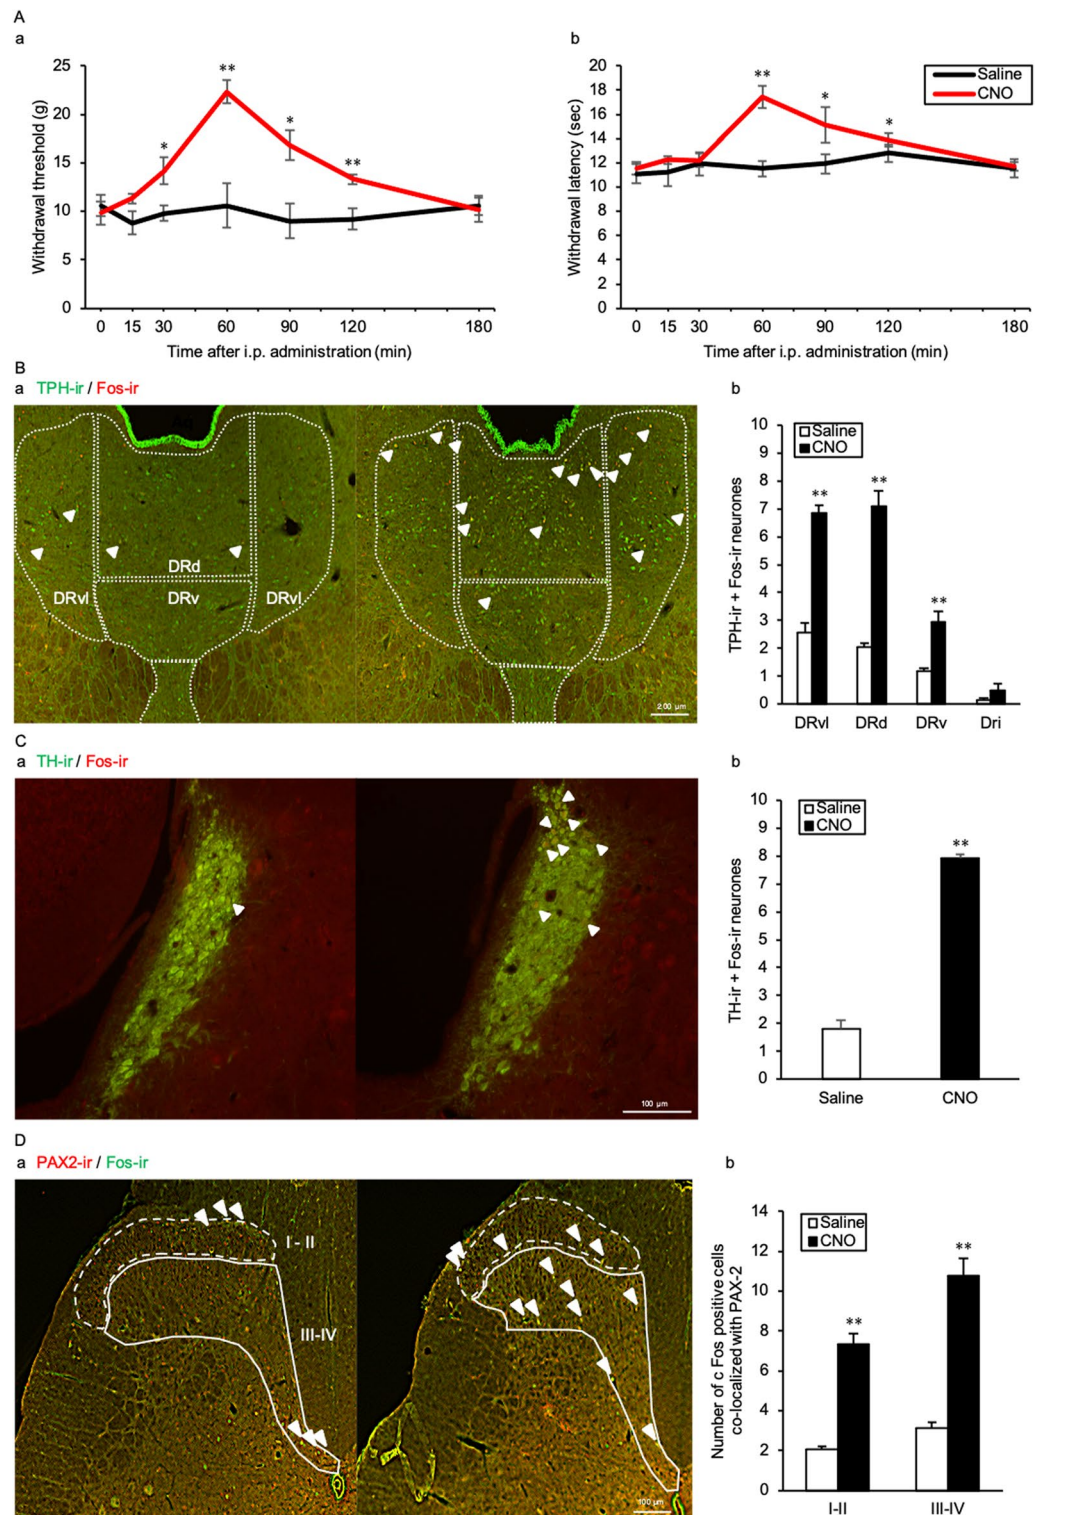 A
a
b
25
20
15
10
5
0
Withdrawal threshold (g)
**
*
*
**
0 15 30 60 90 120 180
Time after i.p. administration (min)
20
18
16
14
12
10
8
6
4
2
0
Withdrawal latency (sec)
**
*
*
Saline
CNO
0 15 30 60 90 120 180
Time after i.p. administration (min)
B
a TPH-ir / Fos-ir
b
Aq
DRd
DRvl
DRv
DRvl
200 µm
10
9
8
7
6
5
4
3
2
1
0
TPH-ir + Fos-ir neurones
Saline
CNO
**
**
**
DRvl DRd DRv Dri
C
a TH-ir / Fos-ir
b
100 µm
10
9
8
7
6
5
4
3
2
1
0
TH-ir + Fos-ir neurones
Saline
CNO
**
Saline CNO
D
a PAX2-ir / Fos-ir
b
I - II
III-IV
100 µm
14
12
10
8
6
4
2
0
Number of c Fos positive cells
co-localized with PAX-2
Saline
CNO
**
**
I-II III-IV